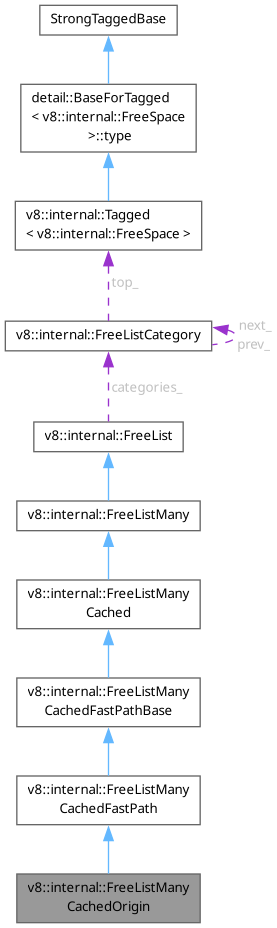 StrongTaggedBase
detail::BaseForTagged
< v8::internal::FreeSpace
>::type
v8::internal::Tagged
< v8::internal::FreeSpace >
top_
v8::internal::FreeListCategory
next_
prev_
categories_
v8::internal::FreeList
v8::internal::FreeListMany
v8::internal::FreeListMany
Cached
v8::internal::FreeListMany
CachedFastPathBase
v8::internal::FreeListMany
CachedFastPath
v8::internal::FreeListMany
CachedOrigin